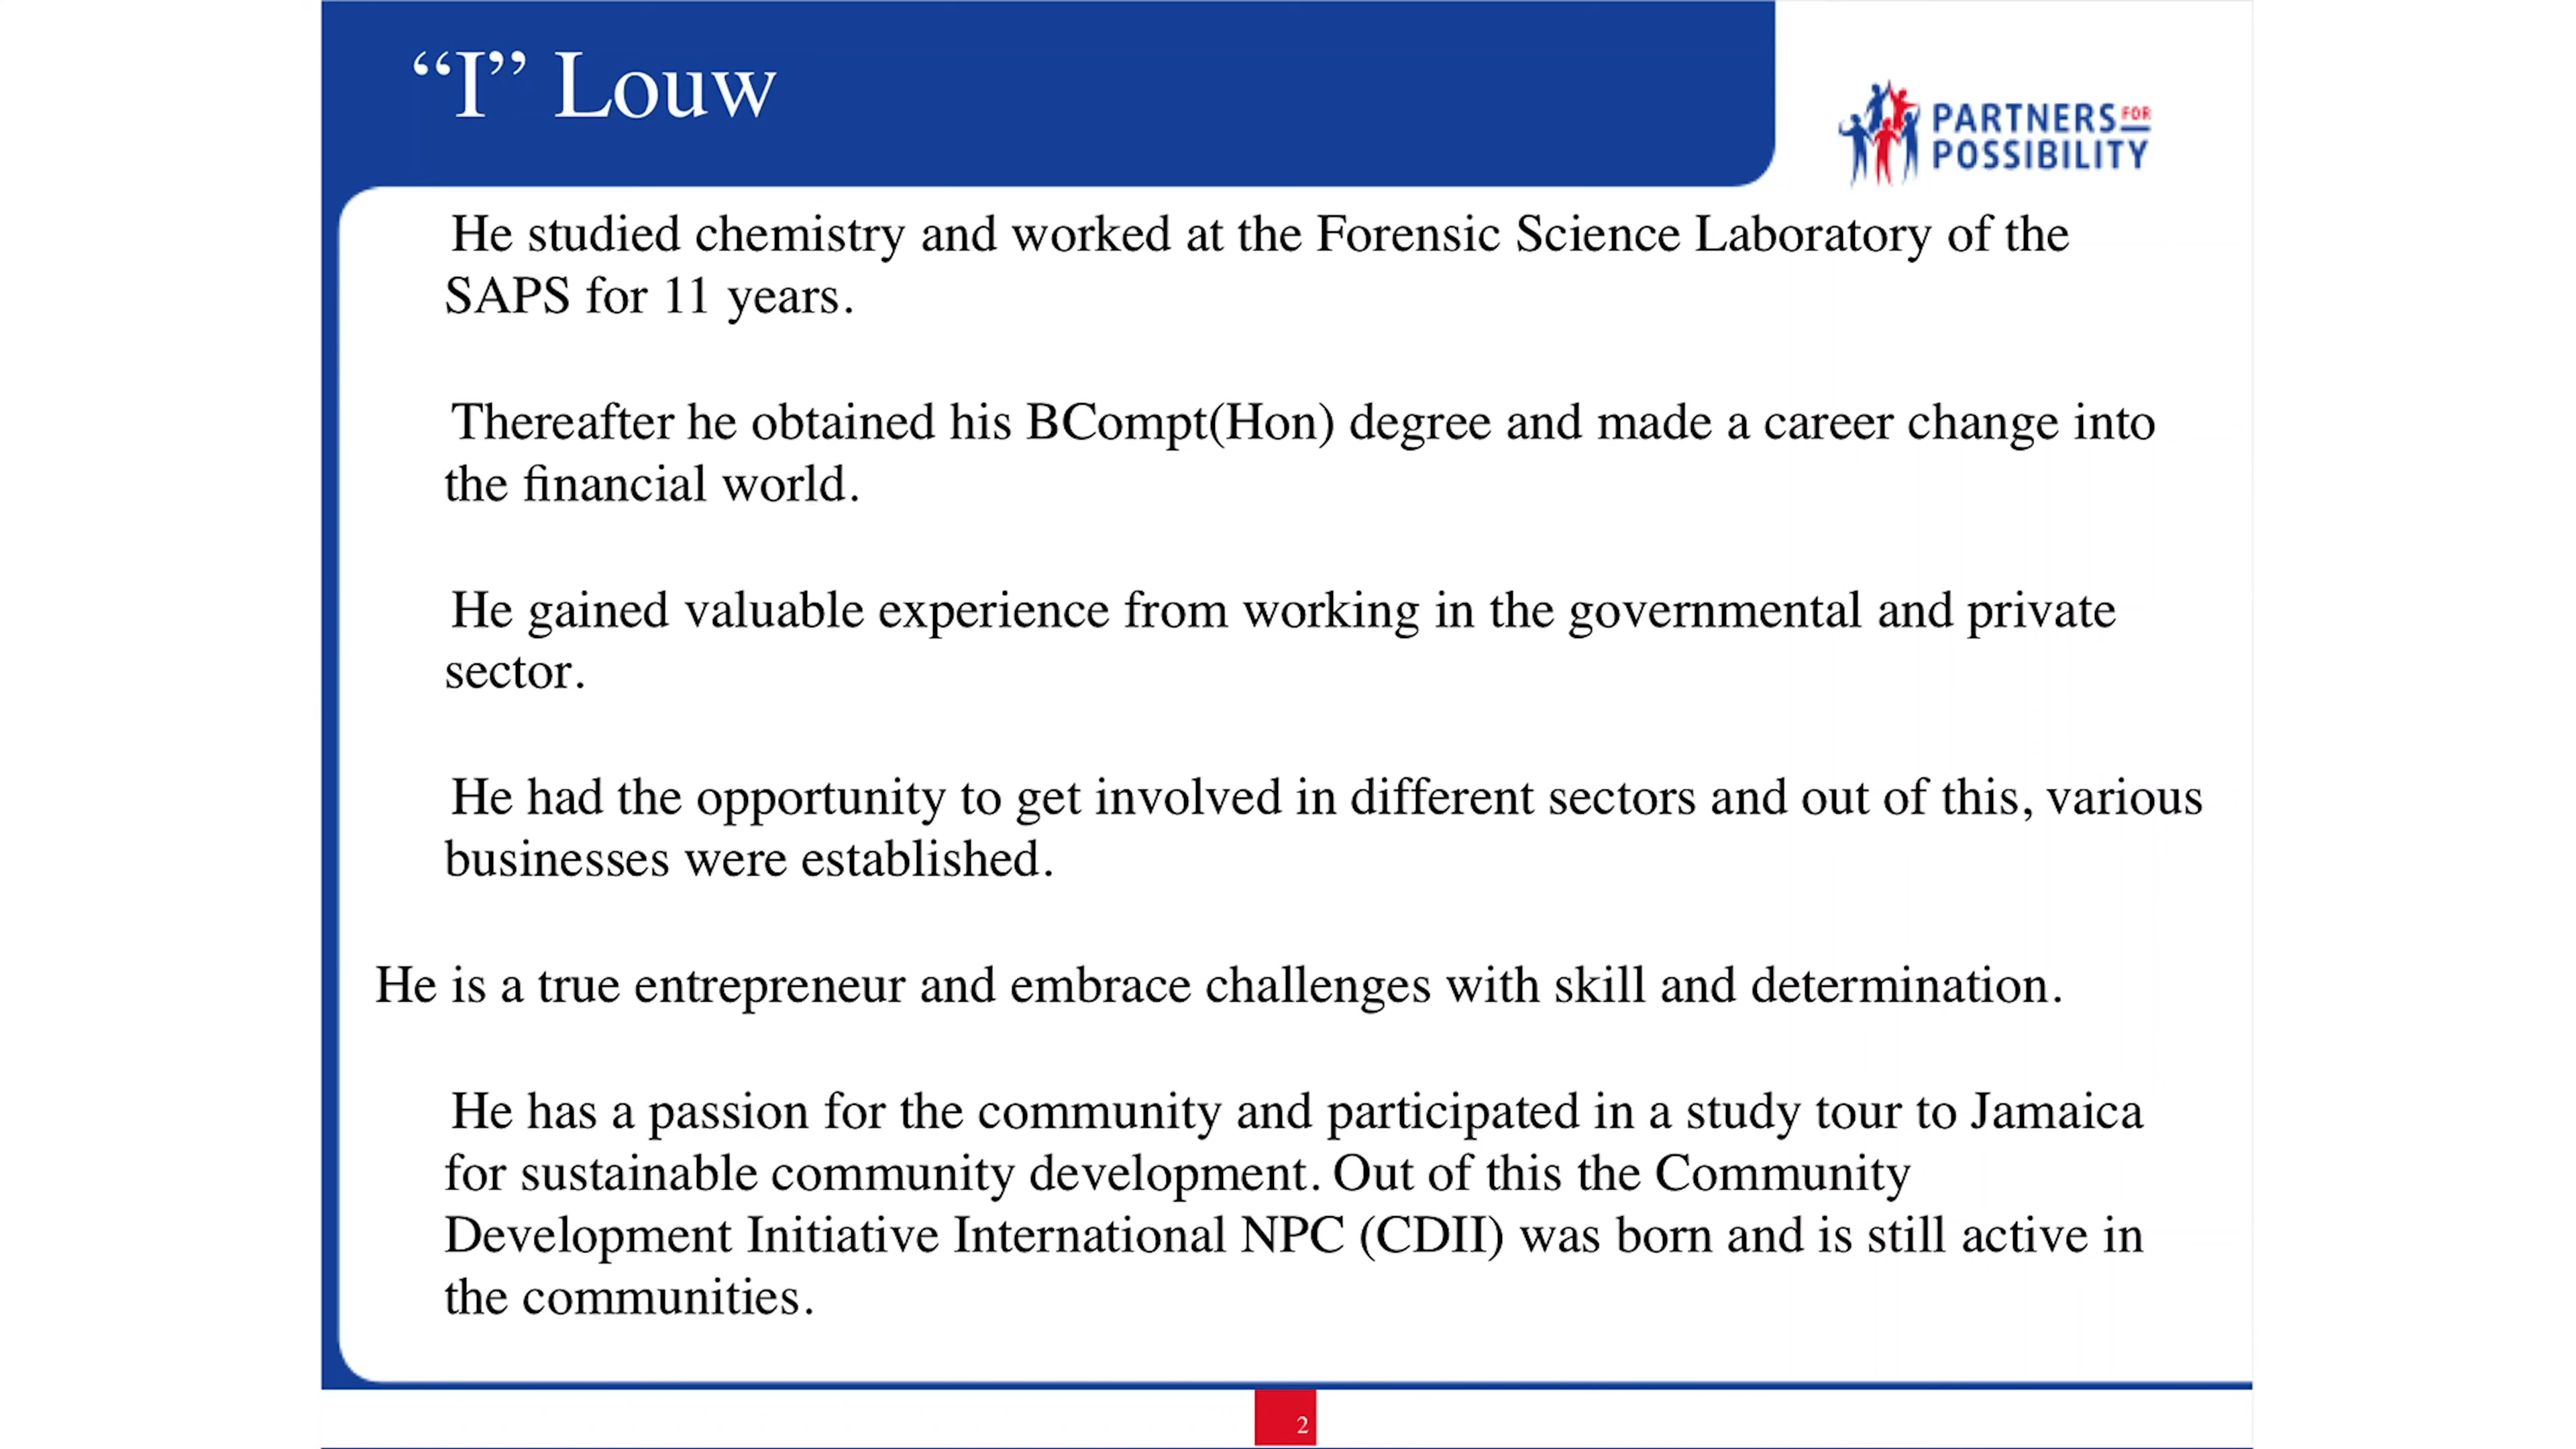 “I” Louw
PARTNERS FOR
POSSIBILITY
He studied chemistry and worked at the Forensic Science Laboratory of the
SAPS for 11 years.
Thereafter he obtained his BCompt(Hon) degree and made a career change into
the financial world.
He gained valuable experience from working in the governmental and private
sector.
He had the opportunity to get involved in different sectors and out of this, various
businesses were established.
He is a true entrepreneur and embrace challenges with skill and determination.
He has a passion for the community and participated in a study tour to Jamaica
for sustainable community development. Out of this the Community
Development Initiative International NPC (CDII) was born and is still active in
the communities.
2